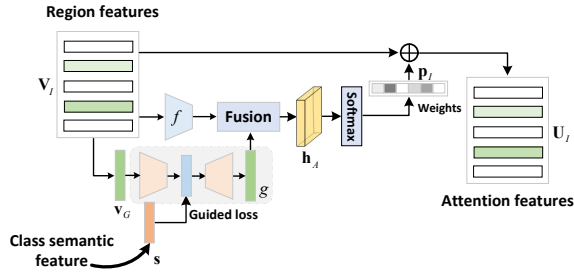 Region features
V_I
f
Fusion
h_A
Softmax
p_I
Weights
U_I
Attention features
v_G
g
Guided loss
Class semantic
feature
s